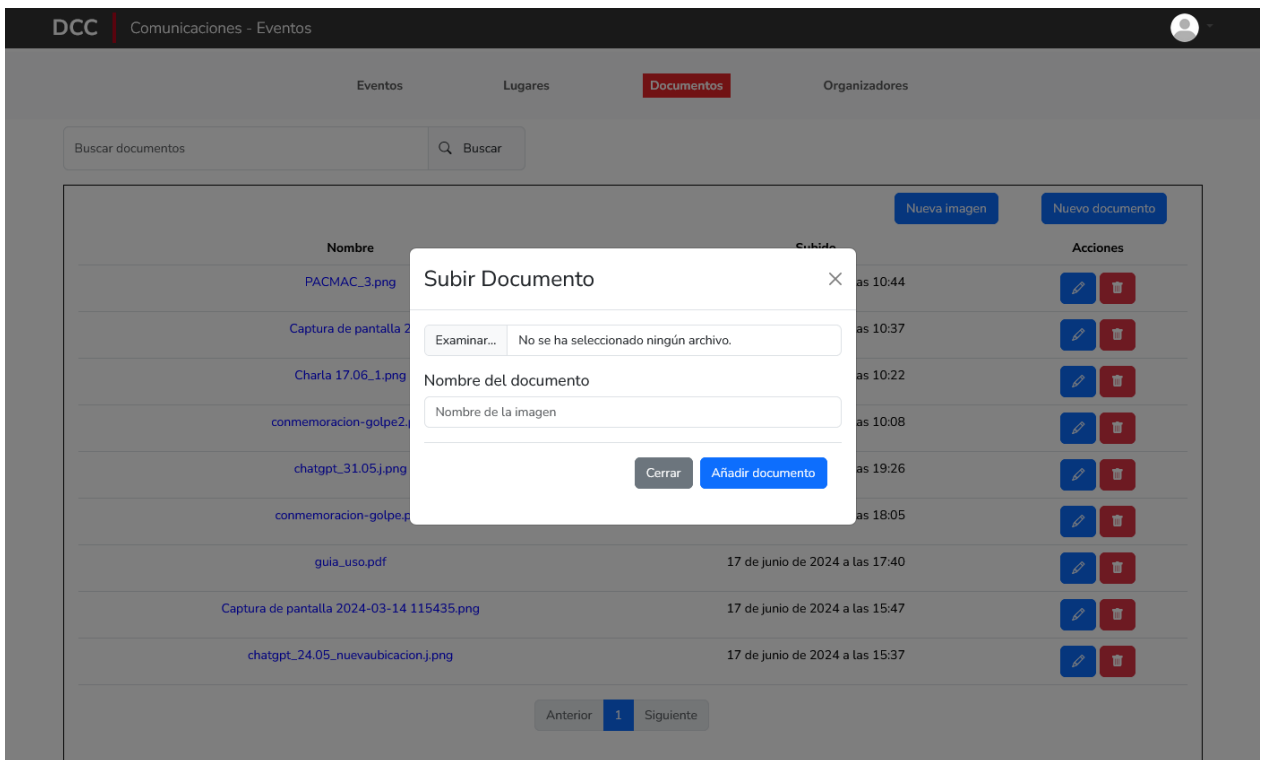 DCC Comunicaciones - Eventos
Eventos Lugares Documentos Organizadores
Buscar documentos Buscar
Nueva imagen Nuevo documento
Nombre Subido Acciones
Subir Documento
Examinar... No se ha seleccionado ningún archivo.
Nombre del documento
Nombre de la imagen
Cerrar Añadir documento
PACMAC_3.png as 10:44
Captura de pantalla 2 as 10:37
Charla 17.06_1.png as 10:22
conmemoracion-golpe2.p as 10:08
chatgpt_31.05.j.png as 19:26
conmemoracion-golpe.p as 18:05
guia_uso.pdf 17 de junio de 2024 a las 17:40
Captura de pantalla 2024-03-14 115435.png 17 de junio de 2024 a las 15:47
chatgpt_24.05_nuevaubicacion.j.png 17 de junio de 2024 a las 15:37
Anterior 1 Siguiente